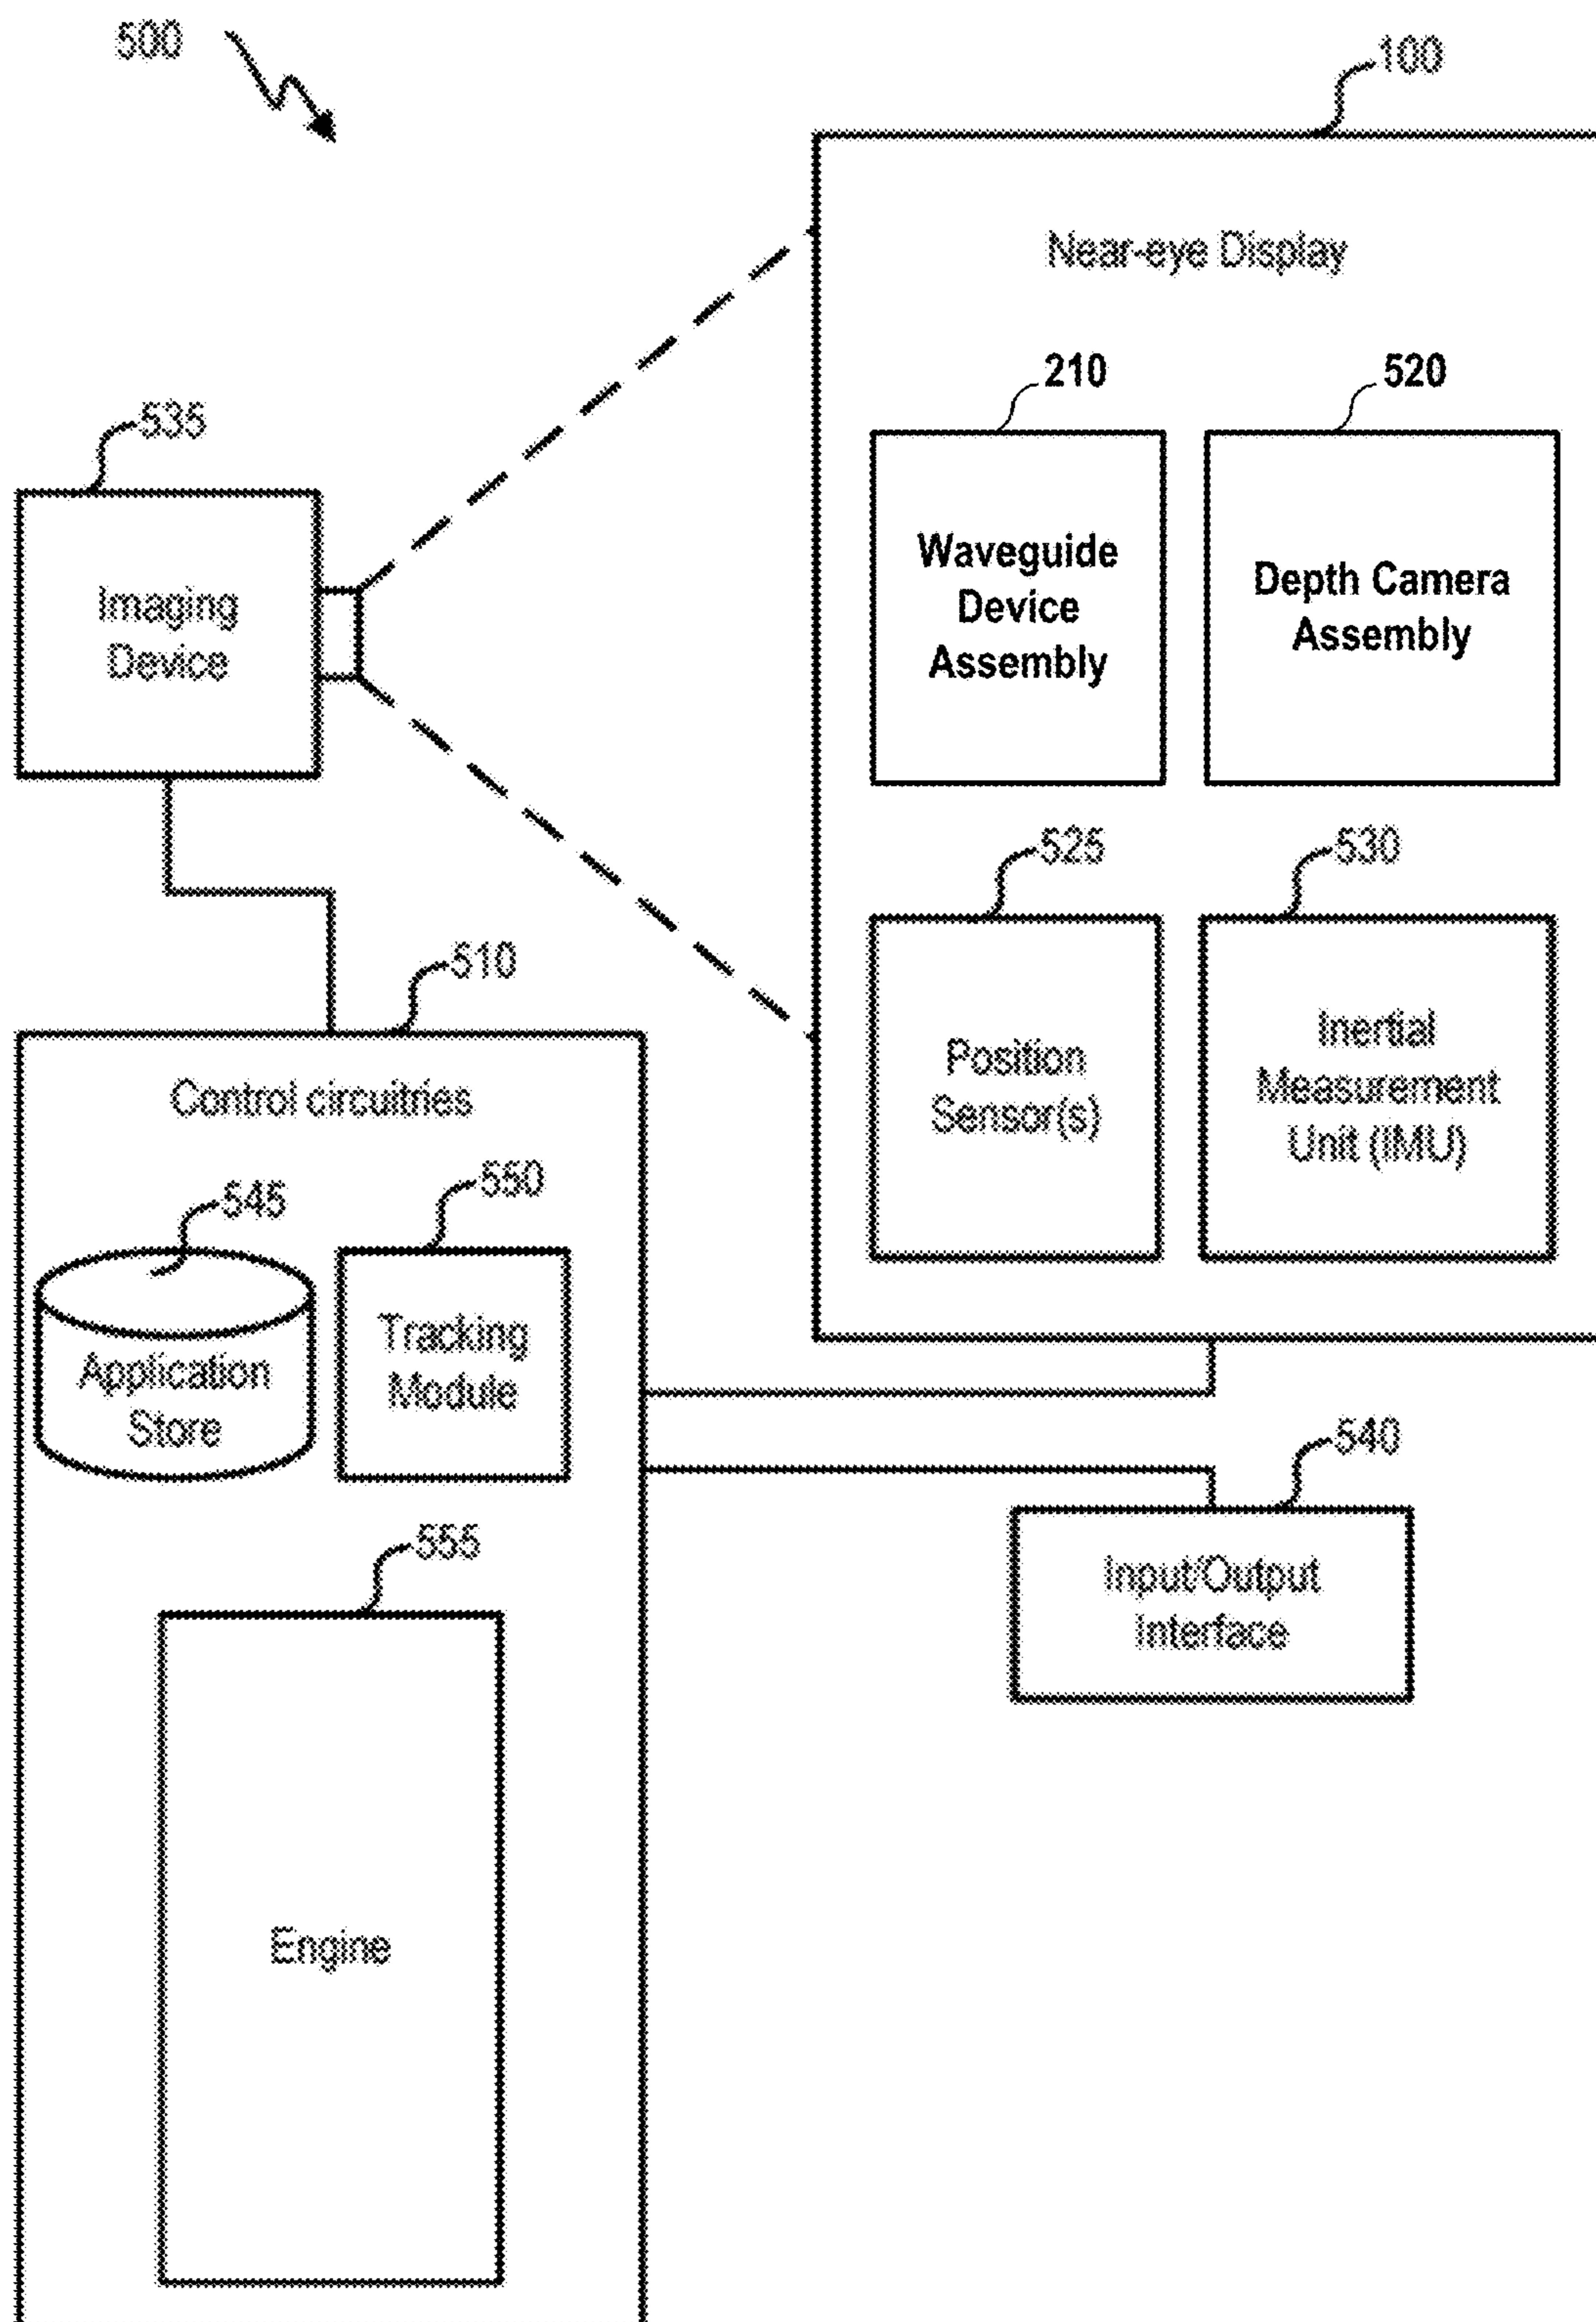 500
100
Near-eye Display
210
520
535
Waveguide
Device
Assembly
Depth Camera
Assembly
Imaging
Device
525
530
510
Position
Sensor(s)
Inertial
Measurement
Unit (IMU)
Control circuitries
545
550
Application
Store
Tracking
Module
540
Input/Output
Interface
555
Engine